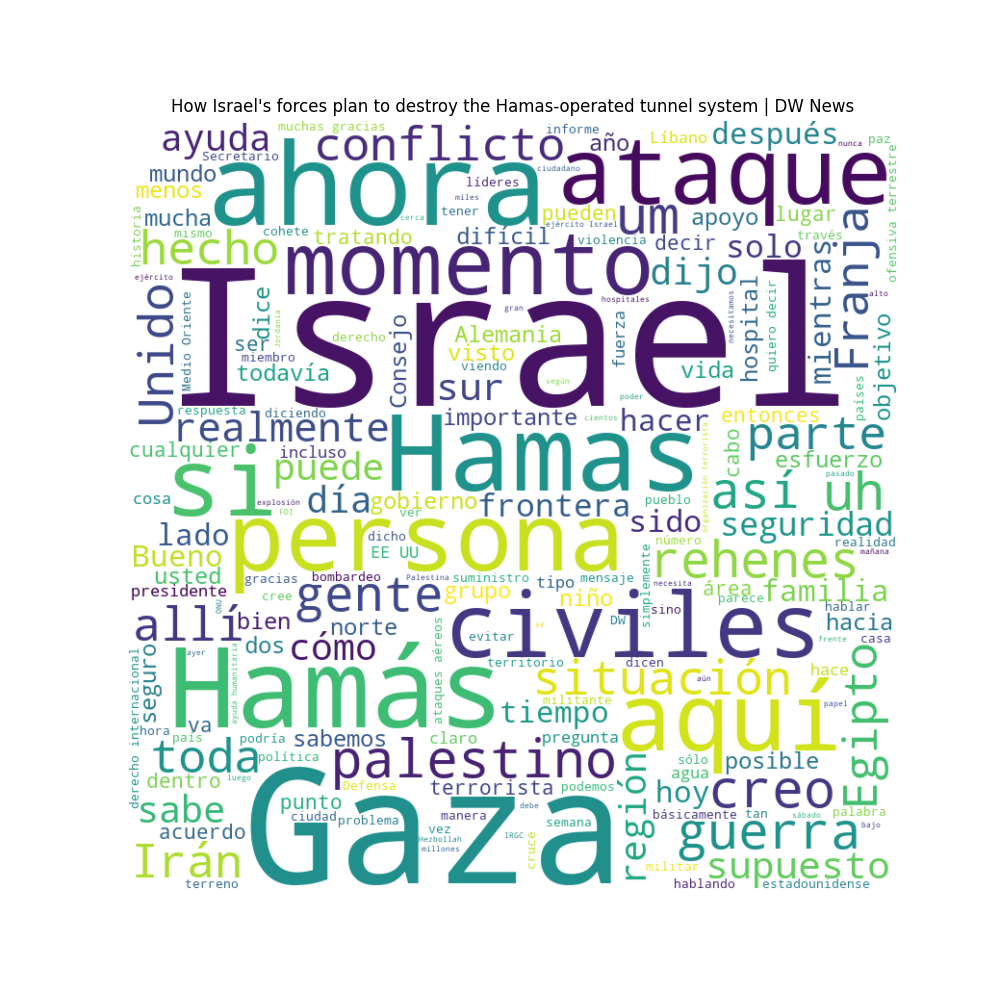 How Israel's forces plan to destroy the Hamas-operated tunnel system | DW News
ayuda
muchas gracias
conflicto
informe
año
Líbano
después
nunca
paz
Secretario
ciudadano
mundo
ahora
líderes
miles
ataque
menos
tener
pueden
um
apoyo
lugar
mucha
cerca
ejército Israel
historia
mismo
cohete
tratando
difícil
violencia
decir
solo
través
ofensiva terrestre
hecho
momento
dijo
mientras
Franja
ejército
Israel
gran
hospitales
necesitamos
hospital
quiero decir
alto
Unido
Medio Oriente
dice
Jordania
derecho
Consejo
Alemania
fuerza
ser
visto
miembro
viendo
vida
todavía
según
sur
poder
países
objetivo
respuesta
diciendo
importante
cientos
hacer
entonces
realmente
Hamas
parte
cualquier
incluso
organización terrorista
cabo
esfuerzo
si
puede
pasado
cosa
explosión
día
gobierno
frontera
pueblo
así
uh
FDI
ver
sido
seguridad
lado
persona
dicho
número
realidad
Bueno
EE UU
rehenes
mañana
usted
gracias
bombardeo
Palestina
suministro
tipo
mensaje
simplemente
necesita
presidente
cree
gente
grupo
niño
área
familia
parece
ONU
civiles
sino
hablar
allí
bien
norte
DW
hacia
sé
evitar
frente
casa
ayer
dos
cómo
ataques aéreos
territorio
dicen
hace
derecho internacional
seguro
ayuda humanitaria
Hamás
situación
aún
militante
aquí
papel
Egipto
hora
ya
tiempo
país
podría
sabemos
claro
pregunta
toda
política
palestino
sólo
posible
luego
agua
dentro
Defensa
terrorista
podemos
región
hoy
creo
sabe
punto
Gaza
debe
ciudad
problema
manera
básicamente
tan
sábado
palabra
acuerdo
vez
semana
guerra
bajo
Hezbollah
IRGC
cruce
Irán
millones
militar
supuesto
terreno
hablando
estadounidense